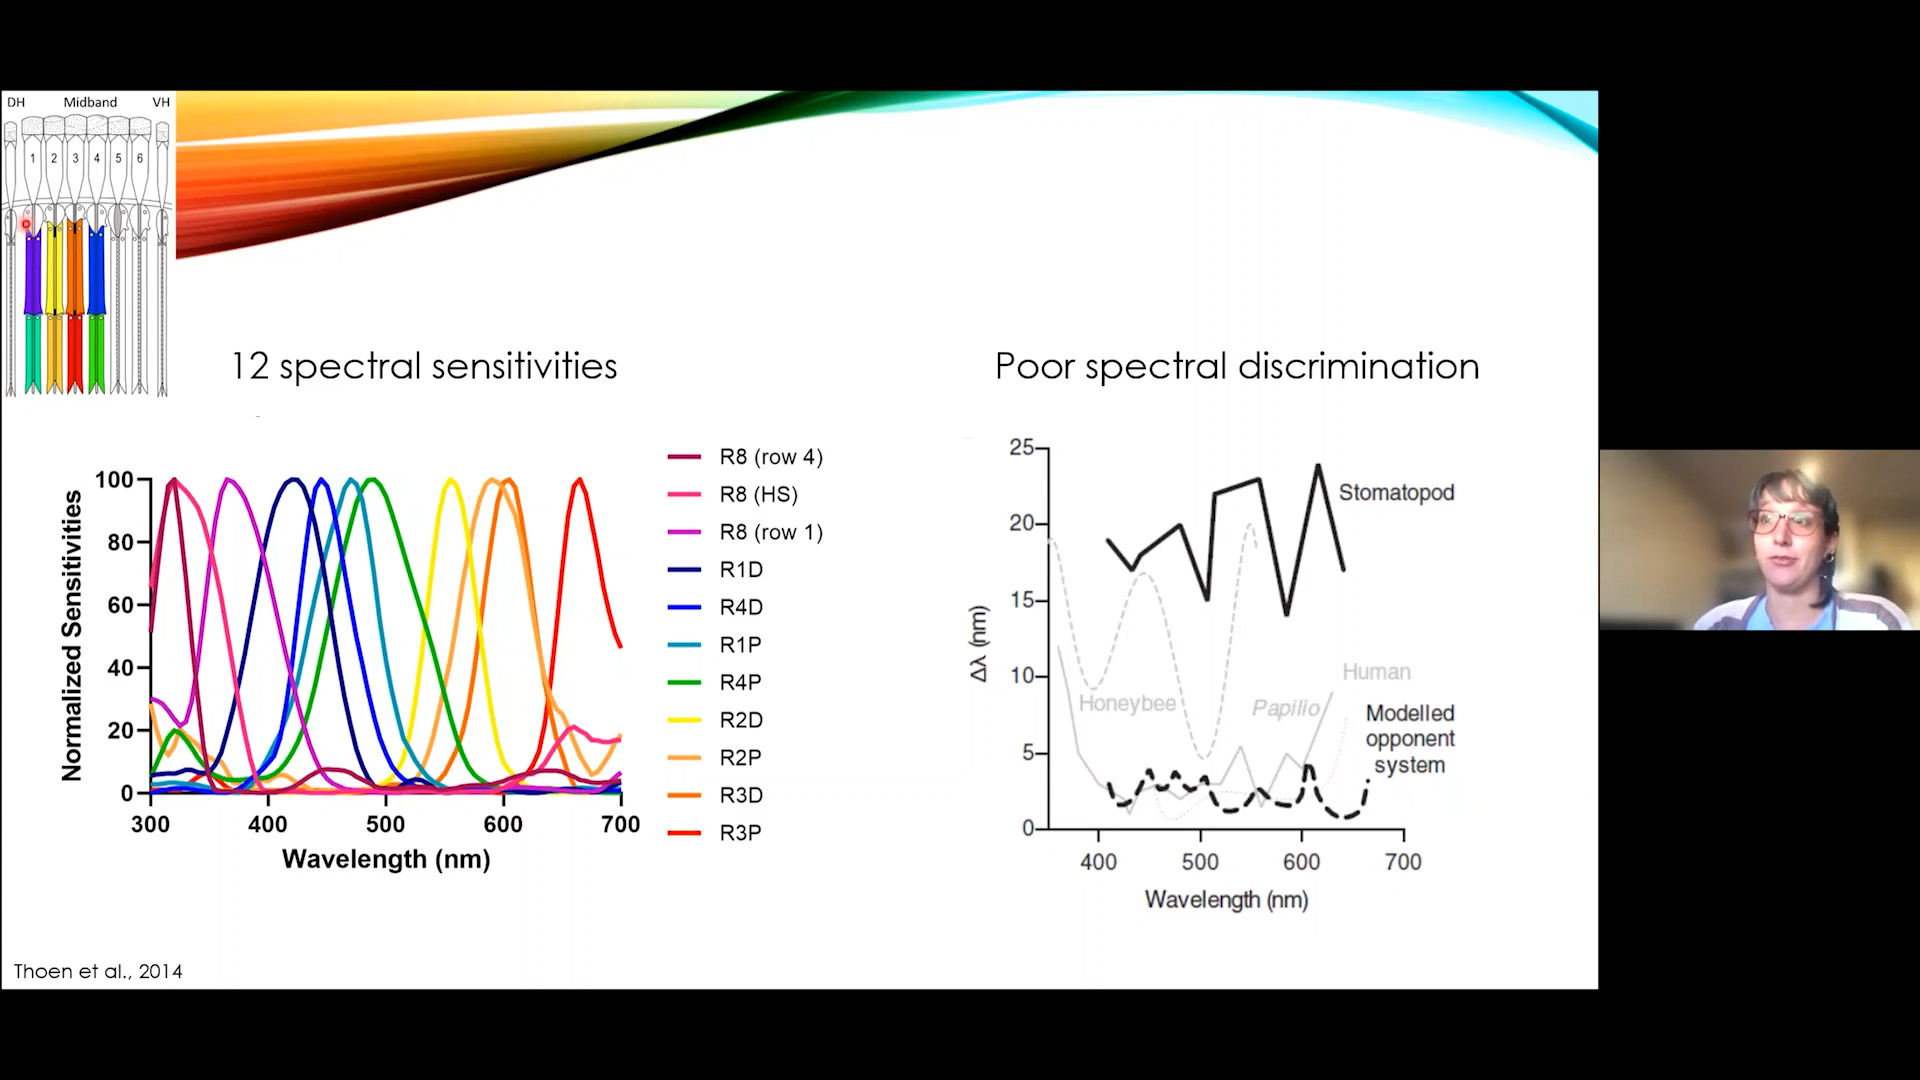 DH Midband VH
1 2 3 4 5 6
12 spectral sensitivities
Poor spectral discrimination
Normalized Sensitivities
100
80
60
40
20
0
300 400 500 600 700
Wavelength (nm)
R8 (row 4)
R8 (HS)
R8 (row 1)
R1D
R4D
R1P
R4P
R2D
R2P
R3D
R3P
Δλ (nm)
25
20
15
10
5
0
Stomatopod
Human
Honeybee
Papilio
Modelled
opponent
system
400 500 600 700
Wavelength (nm)
Thoen et al., 2014